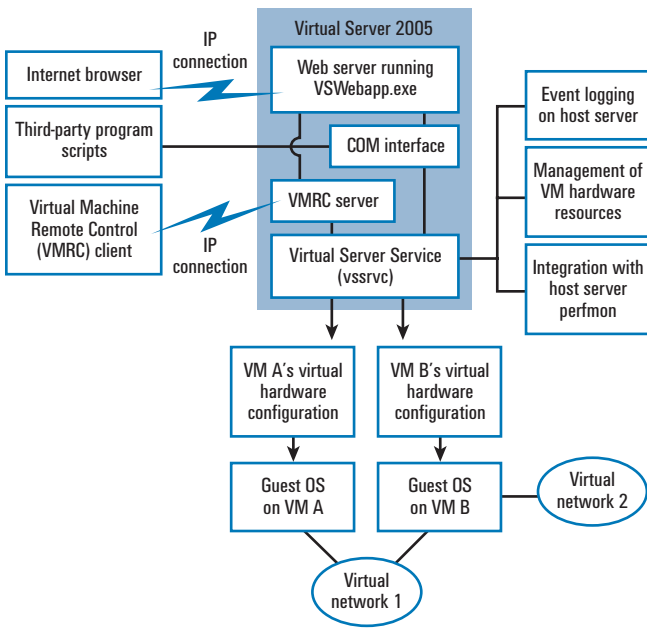 Virtual Server 2005
IP
connection
Internet browser
Web server running
VSWebapp.exe
Event logging
on host server
Third-party program
scripts
COM interface
Management of
VM hardware
resources
Virtual Machine
Remote Control
(VMRC) client
VMRC server
IP
connection
Virtual Server Service
(vssrvc)
Integration with
host server
perfmon
VM A's virtual
hardware
configuration
VM B's virtual
hardware
configuration
Guest OS
on VM A
Guest OS
on VM B
Virtual
network 2
Virtual
network 1